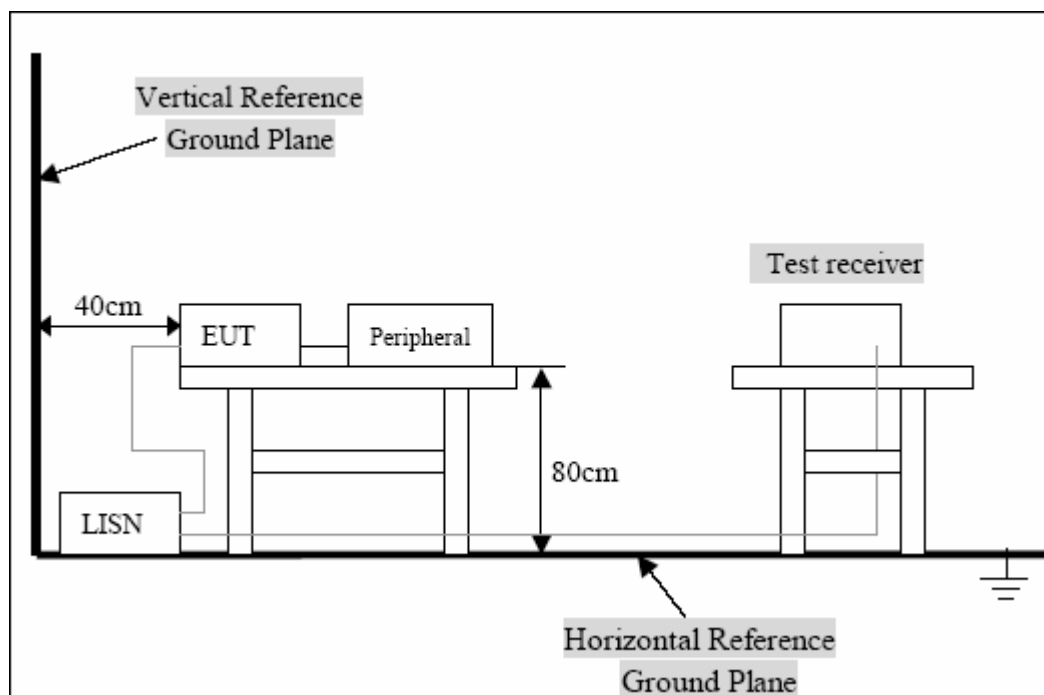 Vertical Reference
Ground Plane
Test receiver
40cm
EUT
Peripheral
80cm
LISN
Horizontal Reference
Ground Plane